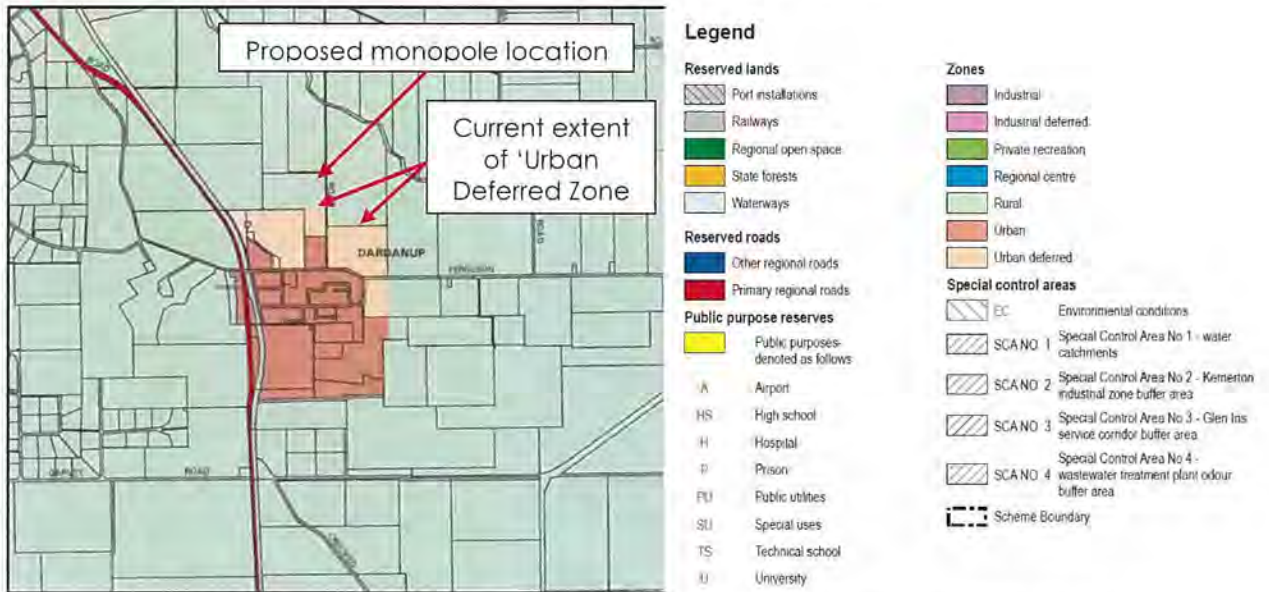 Proposed monopole location
Current extent
of ‘Urban
Deferred Zone
ROAD
DARDANUP
FERGUSON
ROAD
ROAD
Legend
Reserved lands
Port installations
Railways
Regional open space
State forests
Waterways
Reserved roads
Other regional roads
Primary regional roads
Public purpose reserves
Public purposes-
denoted as follows
A Airport
HS High school
H Hospital
P Prison
PU Public utilities
SU Special uses
TS Technical school
U University
Zones
Industrial
Industrial deferred
Private recreation
Regional centre
Rural
Urban
Urban deferred
Special control areas
EC Environmental conditions
SCA NO 1 Special Control Area No 1 - water
catchments
SCA NO 2 Special Control Area No 2 - Kemerton
industrial zone buffer area
SCA NO 3 Special Control Area No 3 - Glen Iris
service corridor buffer area
SCA NO 4 Special Control Area No 4 -
wastewater treatment plant odour
buffer area
Scheme Boundary